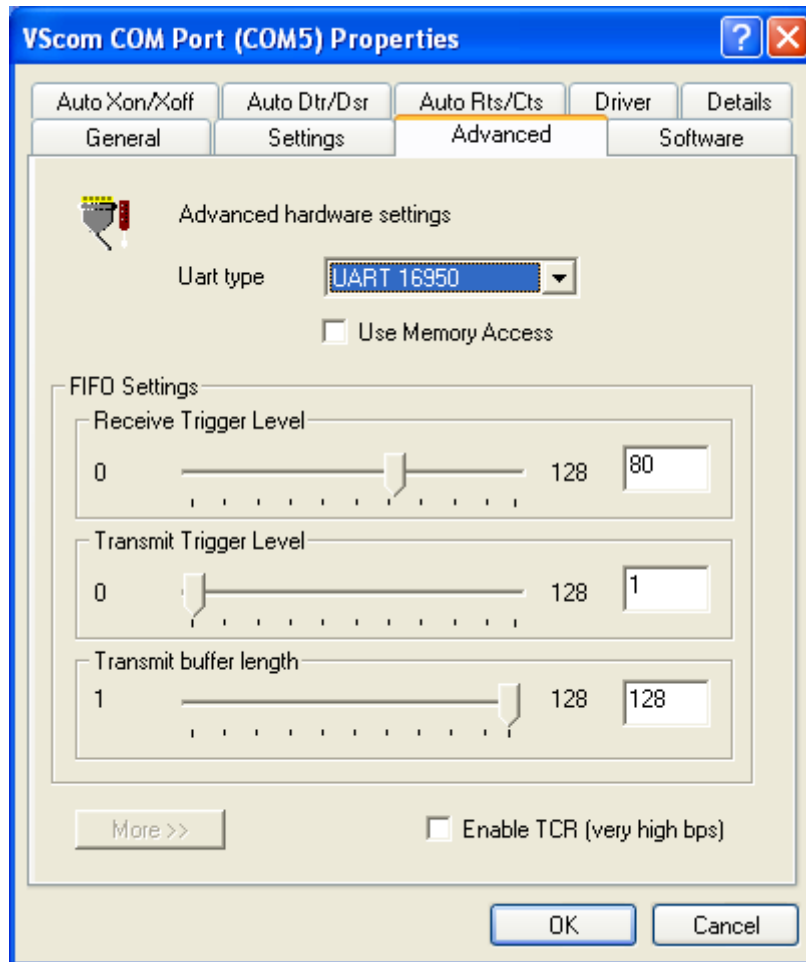 VScom COM Port (COM5) Properties
Auto Xon/Xoff Auto Dtr/Dsr Auto Rts/Cts Driver Details
General Settings Advanced Software
Advanced hardware settings
Uart type UART 16950
Use Memory Access
FIFO Settings
Receive Trigger Level
0 128 80
Transmit Trigger Level
0 128 1
Transmit buffer length
1 128 128
More >> Enable TCR (very high bps)
OK Cancel